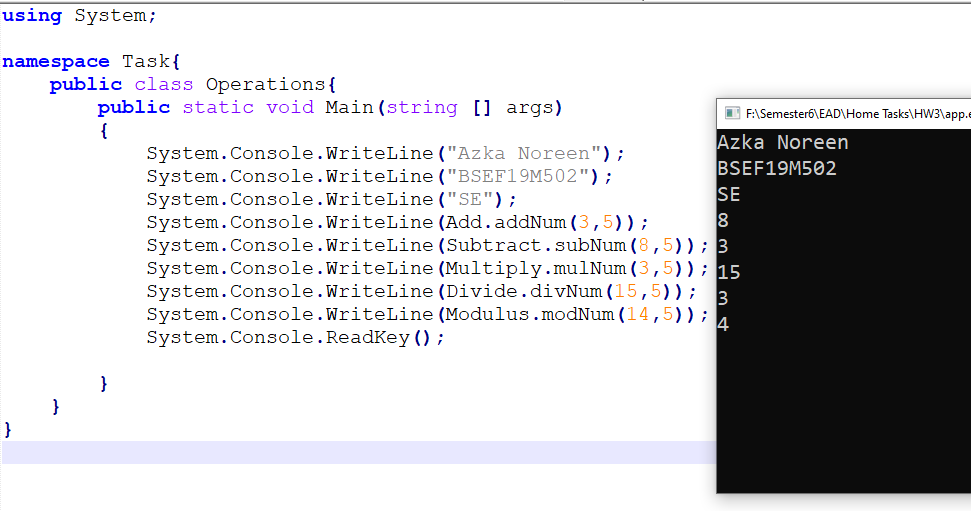 using System;
namespace Task{
public class Operations{
public static void Main(string [] args)
{
System.Console.WriteLine("Azka Noreen");
System.Console.WriteLine("BSEF19M502");
System.Console.WriteLine("SE");
System.Console.WriteLine(Add.addNum(3,5));
System.Console.WriteLine(Subtract.subNum(8,5));
System.Console.WriteLine(Multiply.mulNum(3,5));
System.Console.WriteLine(Divide.divNum(15,5));
System.Console.WriteLine(Modulus.modNum(14,5));
System.Console.ReadKey();
}
}
}
F:\Semester6\EAD\Home Tasks\HW3\app.e
Azka Noreen
BSEF19M502
SE
8
3
15
3
4